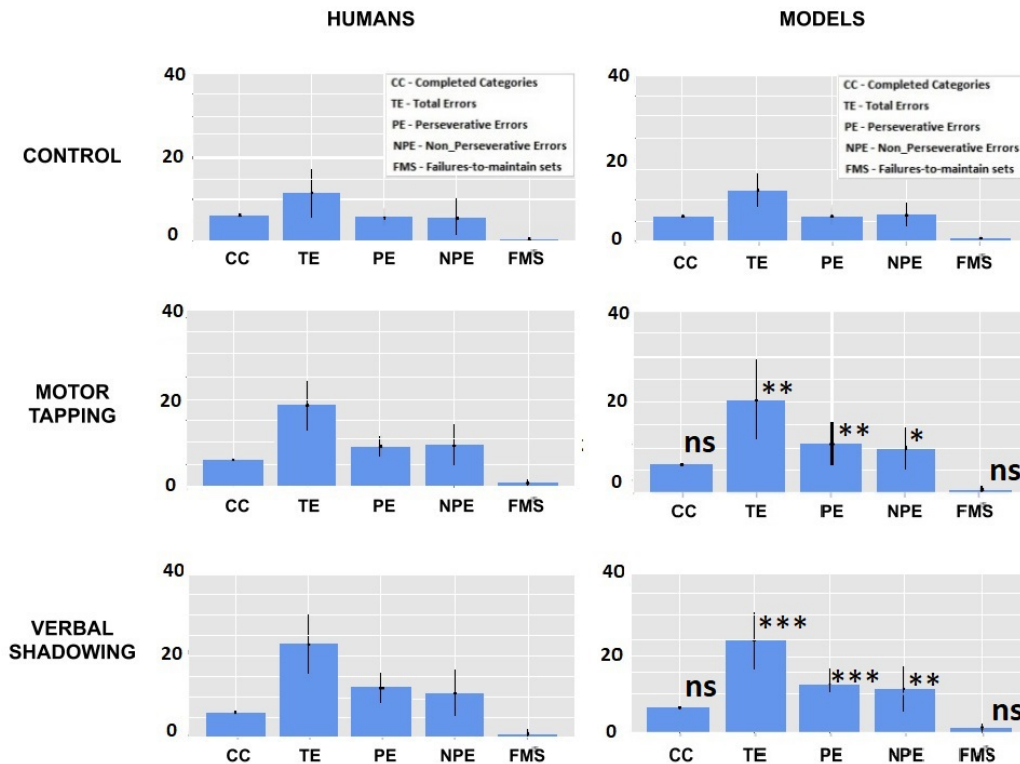 HUMANS
MODELS
CONTROL
40
20
0
CC - Completed Categories
TE - Total Errors
PE - Perseverative Errors
NPE - Non_Perseverative Errors
FMS - Failures-to-maintain sets
CC TE PE NPE FMS
40
20
0
CC - Completed Categories
TE - Total Errors
PE - Perseverative Errors
NPE - Non_Perseverative Errors
FMS - Failures-to-maintain sets
CC TE PE NPE FMS
MOTOR
TAPPING
40
20
0
CC TE PE NPE FMS
40
20
0
ns ** ** * ns
CC TE PE NPE FMS
VERBAL
SHADOWING
40
20
0
CC TE PE NPE FMS
40
20
0
ns *** *** ** ns
CC TE PE NPE FMS